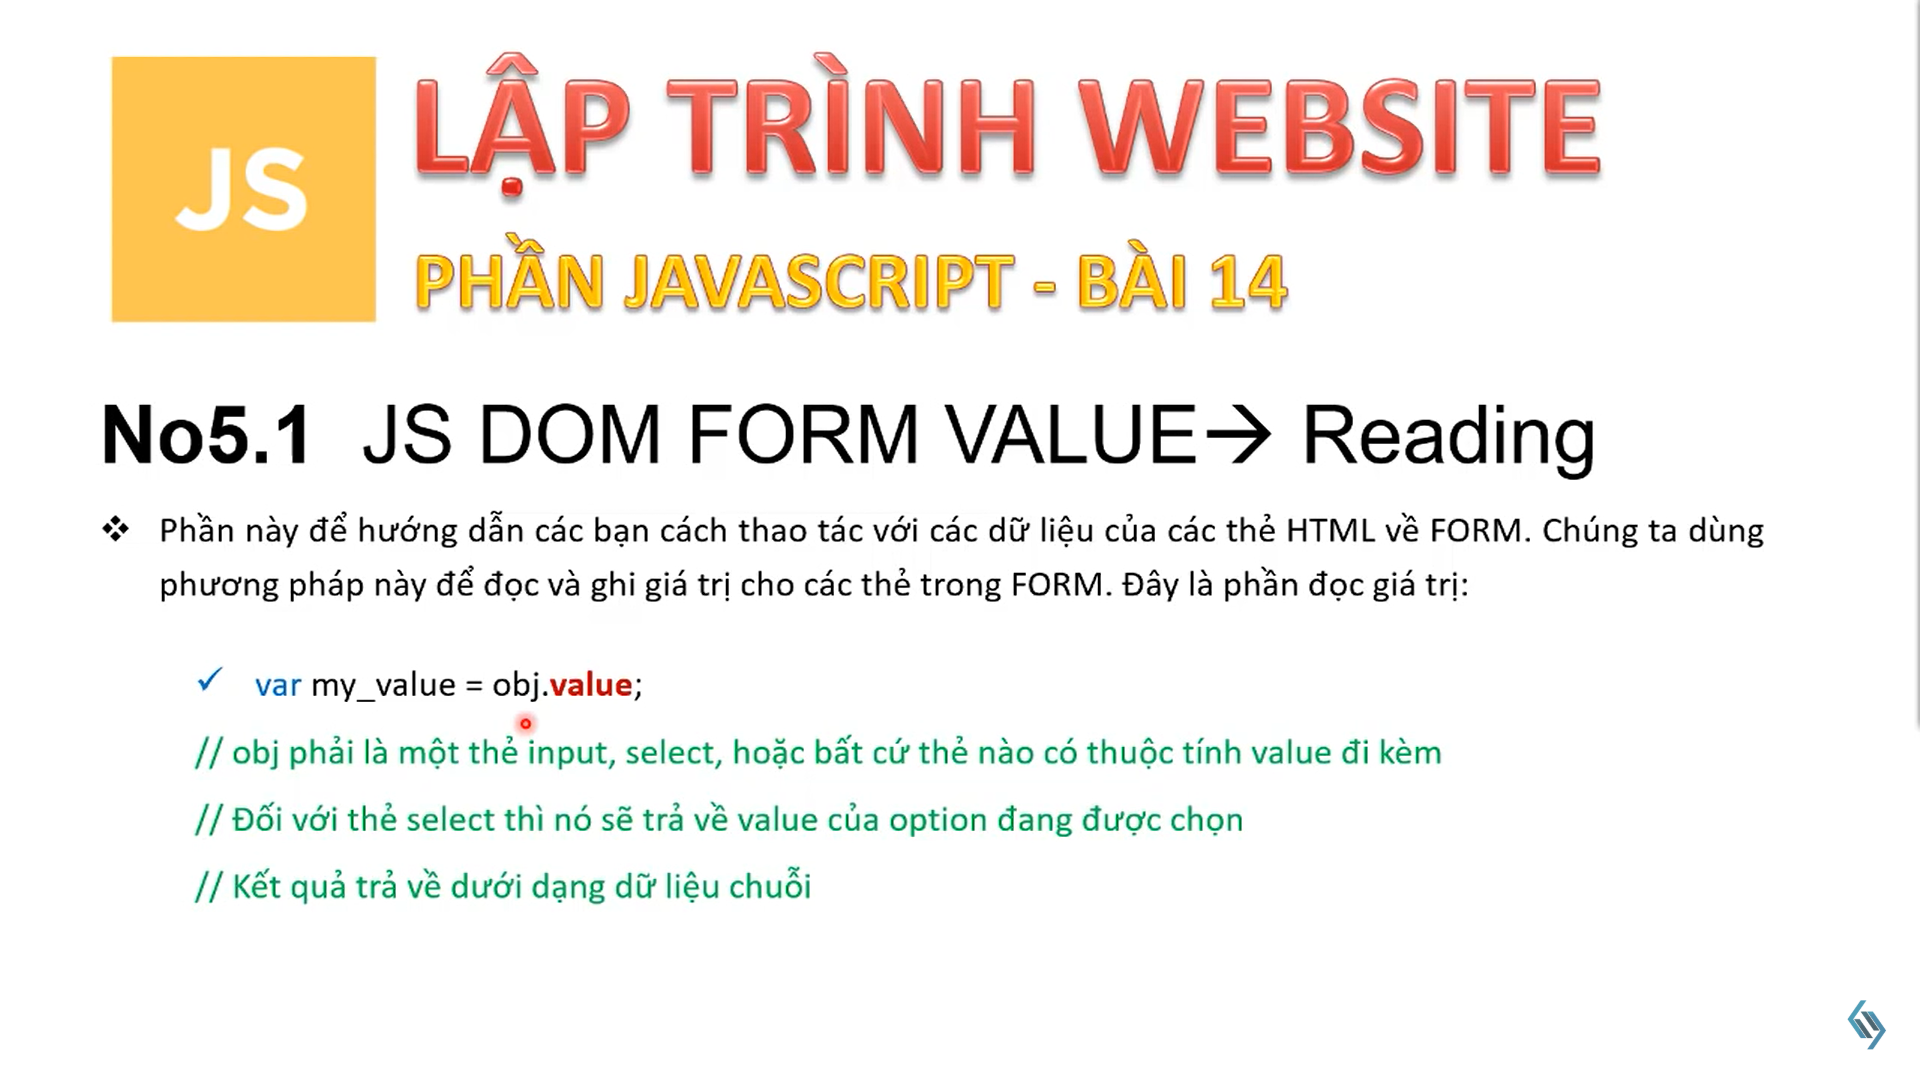 JS
LẬP TRÌNH WEBSITE
PHẦN JAVASCRIPT - BÀI 14
No5.1 JS DOM FORM VALUE→ Reading
❖ Phần này để hướng dẫn các bạn cách thao tác với các dữ liệu của các thẻ HTML về FORM. Chúng ta dùng
phương pháp này để đọc và ghi giá trị cho các thẻ trong FORM. Đây là phần đọc giá trị:
✓ var my_value = obj.value;
// obj phải là một thẻ input, select, hoặc bất cứ thẻ nào có thuộc tính value đi kèm
// Đối với thẻ select thì nó sẽ trả về value của option đang được chọn
// Kết quả trả về dưới dạng dữ liệu chuỗi